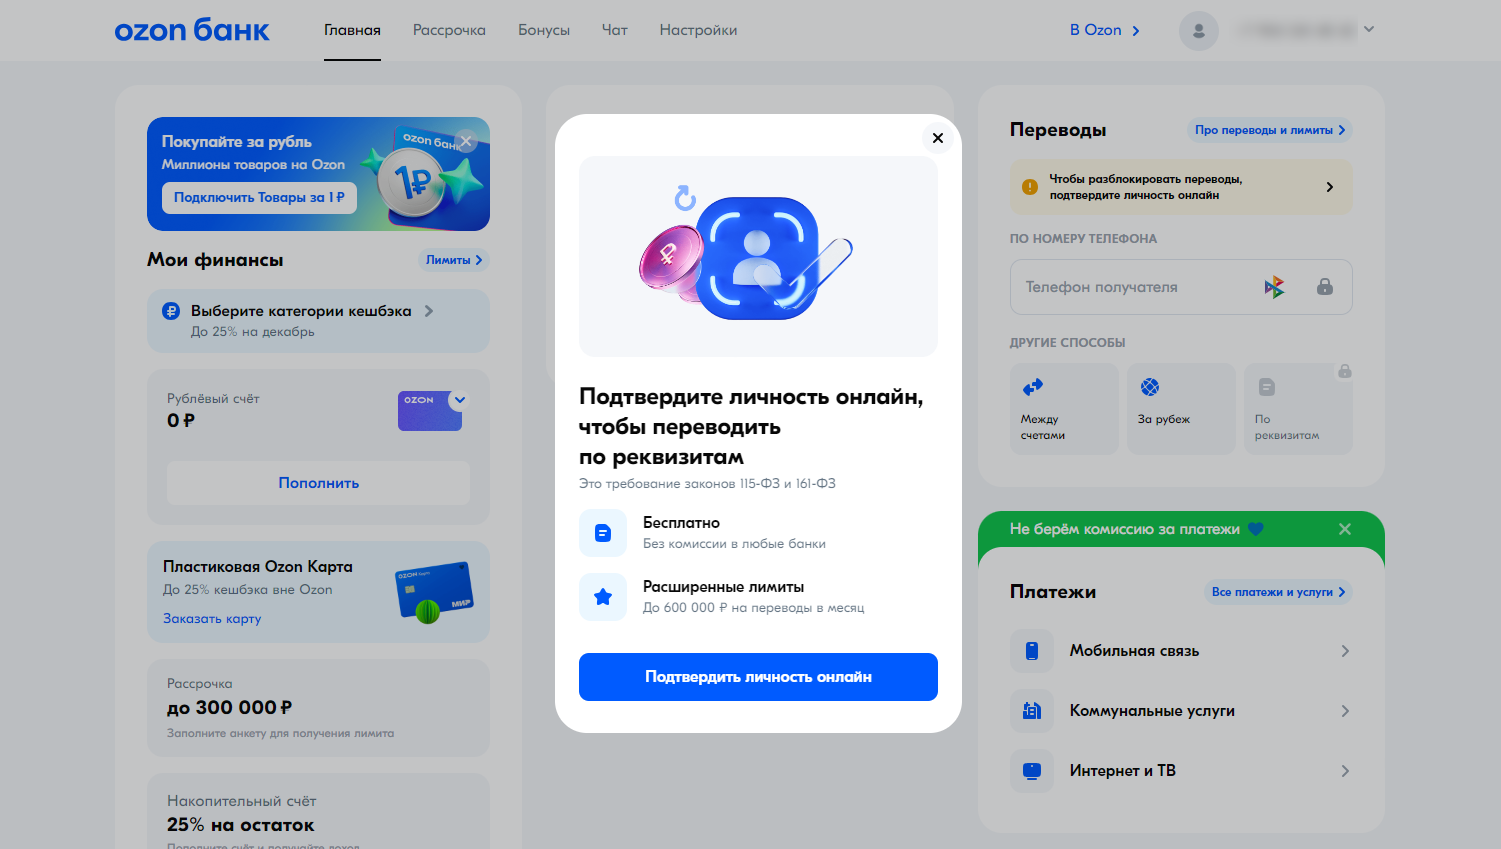 ozon банк
Главная
Рассрочка
Бонусы
Чат
Настройки
В Ozon
Покупайте за рубль
Миллионы товаров на Ozon
Подключить Товары за 1 ₽
ozon банк
1₽
Мои финансы
Лимиты
Выберите категории кешбэка
До 25% на декабрь
Рублёвый счёт
0 ₽
OZON
Пополнить
Пластиковая Ozon Карта
До 25% кешбэка вне Ozon
Заказать карту
МИР
Рассрочка
до 300 000 ₽
Заполните анкету для получения лимита
Накопительный счёт
25% на остаток
Пополните счёт и получайте доход
Подтвердите личность онлайн,
чтобы переводить
по реквизитам
Это требование законов 115-ФЗ и 161-ФЗ
Бесплатно
Без комиссии в любые банки
Расширенные лимиты
До 600 000 ₽ на переводы в месяц
Подтвердить личность онлайн
Переводы
Про переводы и лимиты
Чтобы разблокировать переводы,
подтвердите личность онлайн
ПО НОМЕРУ ТЕЛЕФОНА
Телефон получателя
ДРУГИЕ СПОСОБЫ
Между
счетами
За рубеж
По
реквизитам
Не берём комиссию за платежи
Платежи
Все платежи и услуги
Мобильная связь
Коммунальные услуги
Интернет и ТВ